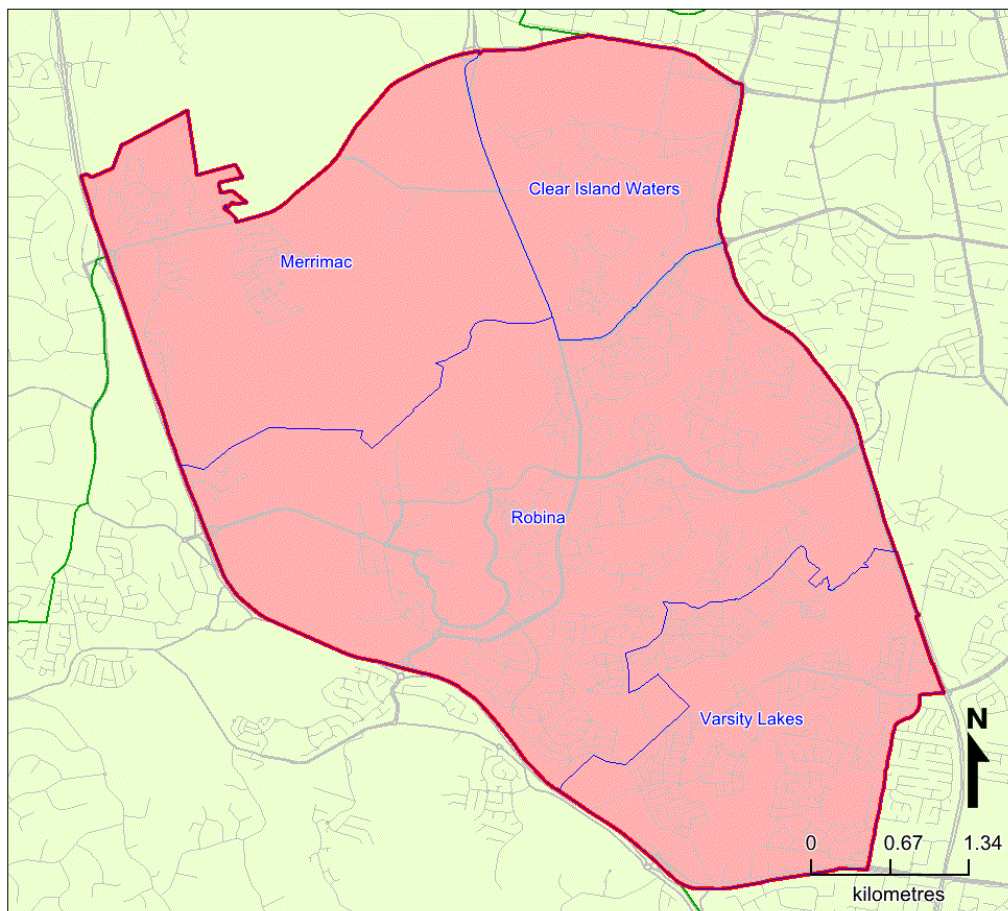 Clear Island Waters
Merrimac
Robina
Varsity Lakes
N
0 0.67 1.34
kilometres